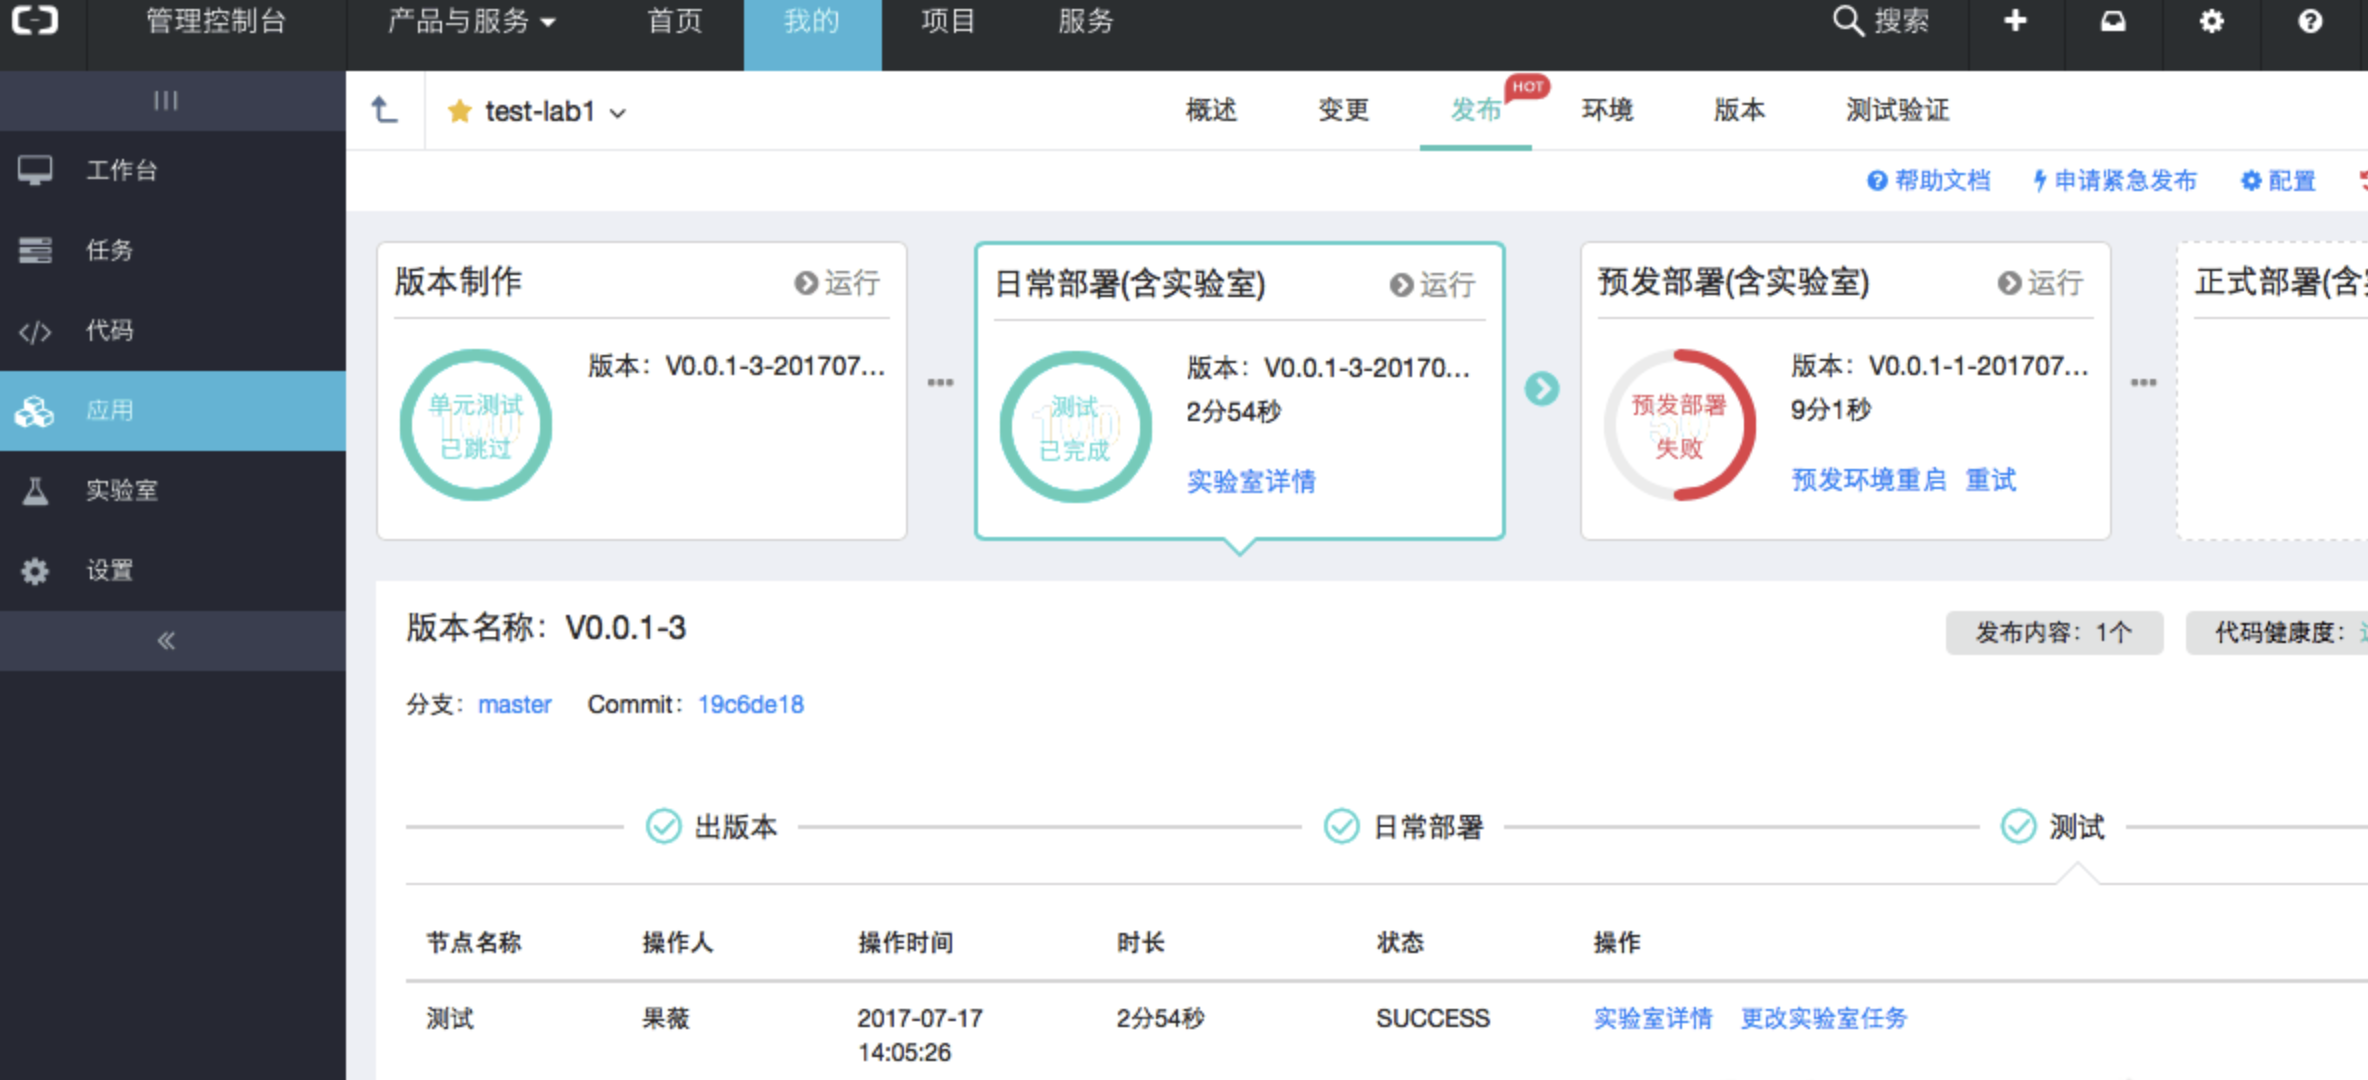 管理控制台 产品与服务 首页 我的 项目 服务 搜索
test-lab1 概述 变更 发布 HOT 环境 版本 测试验证
帮助文档 申请紧急发布 配置
工作台
任务
代码
应用
实验室
设置
版本制作 运行
版本：V0.0.1-3-201707...
单元测试
已跳过
日常部署(含实验室) 运行
版本：V0.0.1-3-20170...
2分54秒
测试
已完成
实验室详情
预发部署(含实验室) 运行
版本：V0.0.1-1-201707...
9分1秒
预发部署
失败
预发环境重启 重试
正式部署(含
版本名称：V0.0.1-3 发布内容：1个 代码健康度：
分支：master Commit：19c6de18
出版本 日常部署 测试
节点名称 操作人 操作时间 时长 状态 操作
测试 果薇 2017-07-17 2分54秒 SUCCESS 实验室详情 更改实验室任务
14:05:26